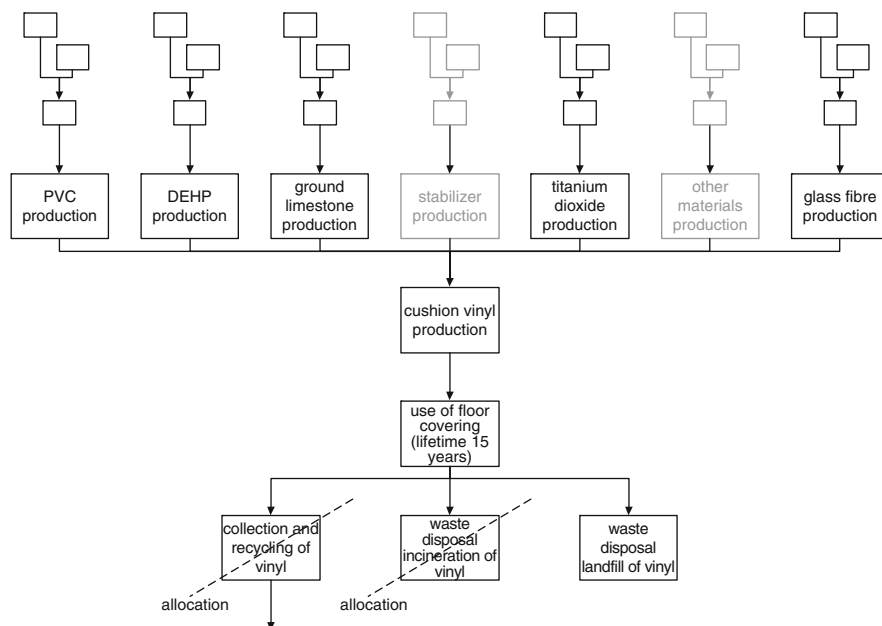 PVC
production
DEHP
production
ground
limestone
production
stabilizer
production
titanium
dioxide
production
other
materials
production
glass fibre
production
cushion vinyl
production
use of floor
covering
(lifetime 15
years)
collection and
recycling of
vinyl
waste
disposal
incineration of
vinyl
waste
disposal
landfill of vinyl
allocation
allocation